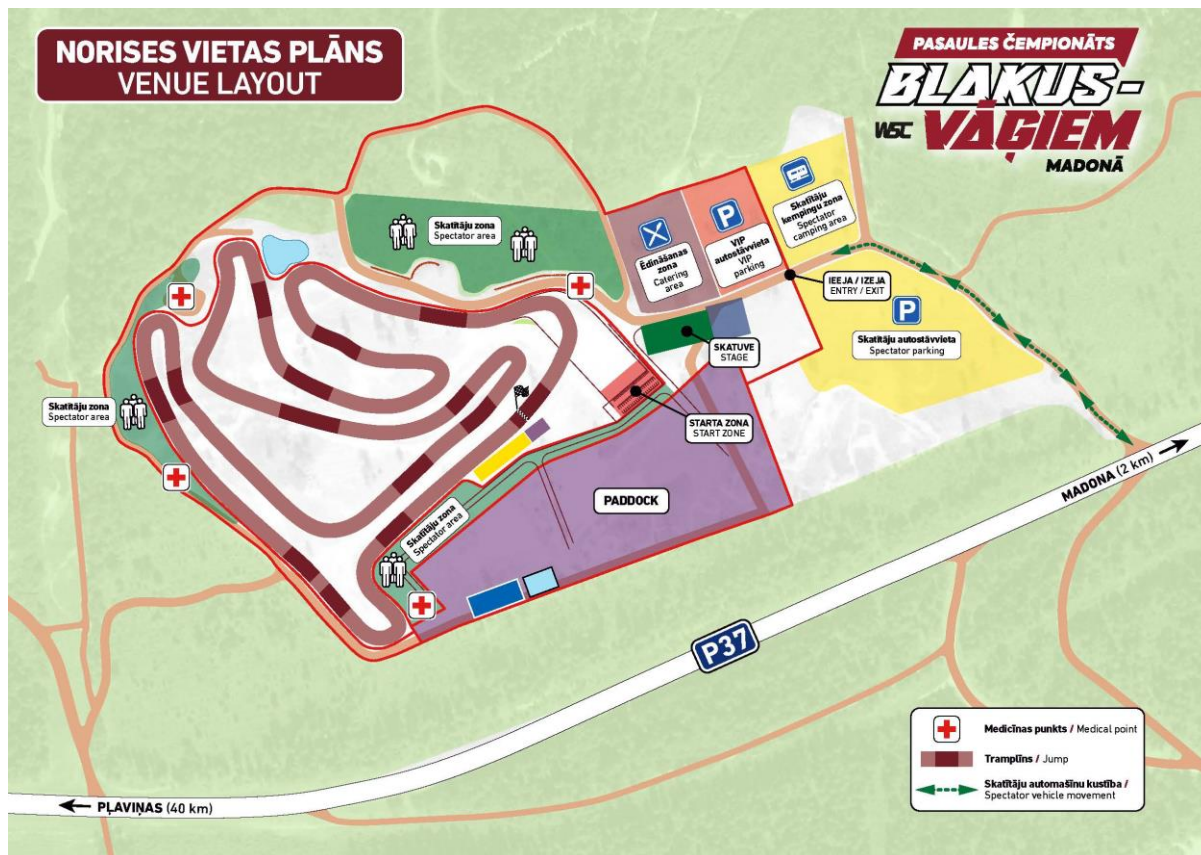 NORISES VIETAS PLĀNS
VENUE LAYOUT
PASAULES ČEMPIONĀTS
BLAKUS-
WSC VĀĢIEM
MADONĀ
Skatītāju zona
Spectator area
Ēdināšanas
zona
Catering
area
P
VIP
autostāvvieta
VIP
parking
Skatītāju
kempingu zona
Spectator
camping area
IEEJA / IZEJA
ENTRY / EXIT
P
Skatītāju autostāvvieta
Spectator parking
SKATUVE
STAGE
STARTA ZONA
START ZONE
Skatītāju zona
Spectator area
Skatītāju zona
Spectator area
PADDOCK
MADONA (2 km)
P37
PĻAVIŅAS (40 km)
Medicīnas punkts / Medical point
Tramplīns / Jump
Skatītāju automašīnu kustība /
Spectator vehicle movement